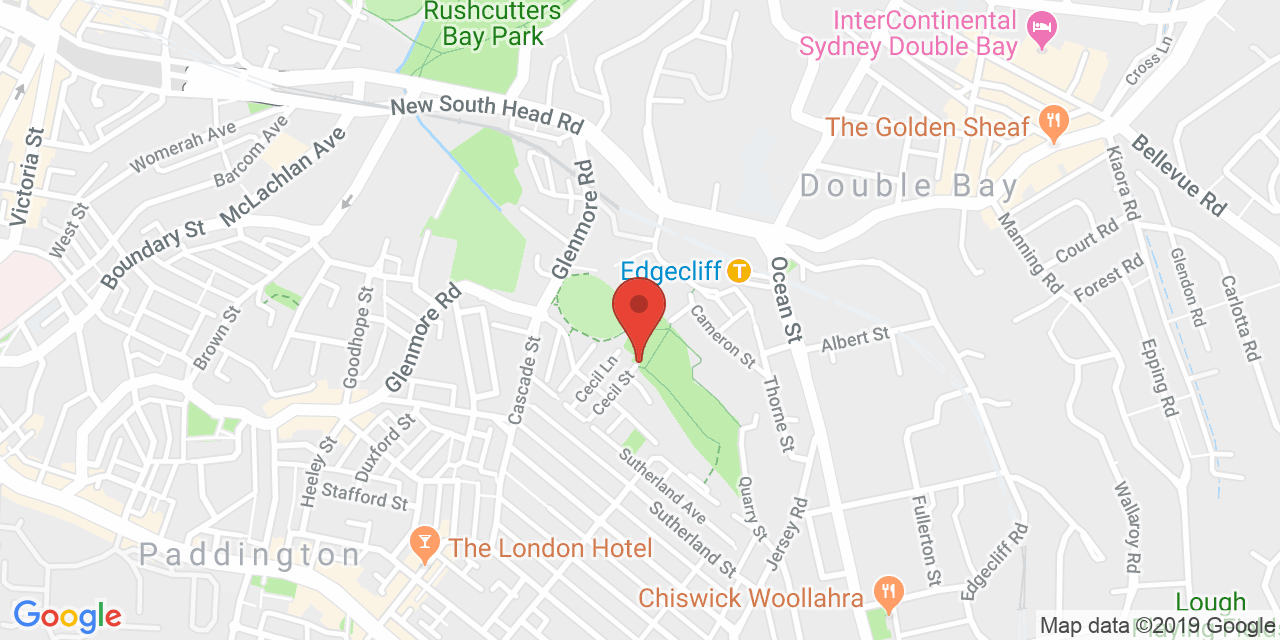 Rushcutters
Bay Park
InterContinental
Sydney Double Bay
Cross Ln
New South Head Rd
The Golden Sheaf
Womerah Ave
Barcom Ave
McLachlan Ave
Victoria St
Bellevue Rd
Kiaora Rd
Double Bay
Glenmore Rd
West St
Boundary St
Manning Rd
Court Rd
Forest Rd
Glendon Rd
Carlotta Rd
Edgecliff
T
Ocean St
Glenmore Rd
Goodhope St
Brown St
Cameron St
Albert St
Epping Rd
Cascade St
Cecil Ln
Cecil St
Thorne St
Duxford St
Heeley St
Stafford St
Sutherland Ave
Sutherland St
Quarry St
Jersey Rd
Fullerton St
Edgecliff Rd
Wallaroy Rd
Paddington
The London Hotel
Chiswick Woollahra
Lough
Google
Map data ©2019 Google